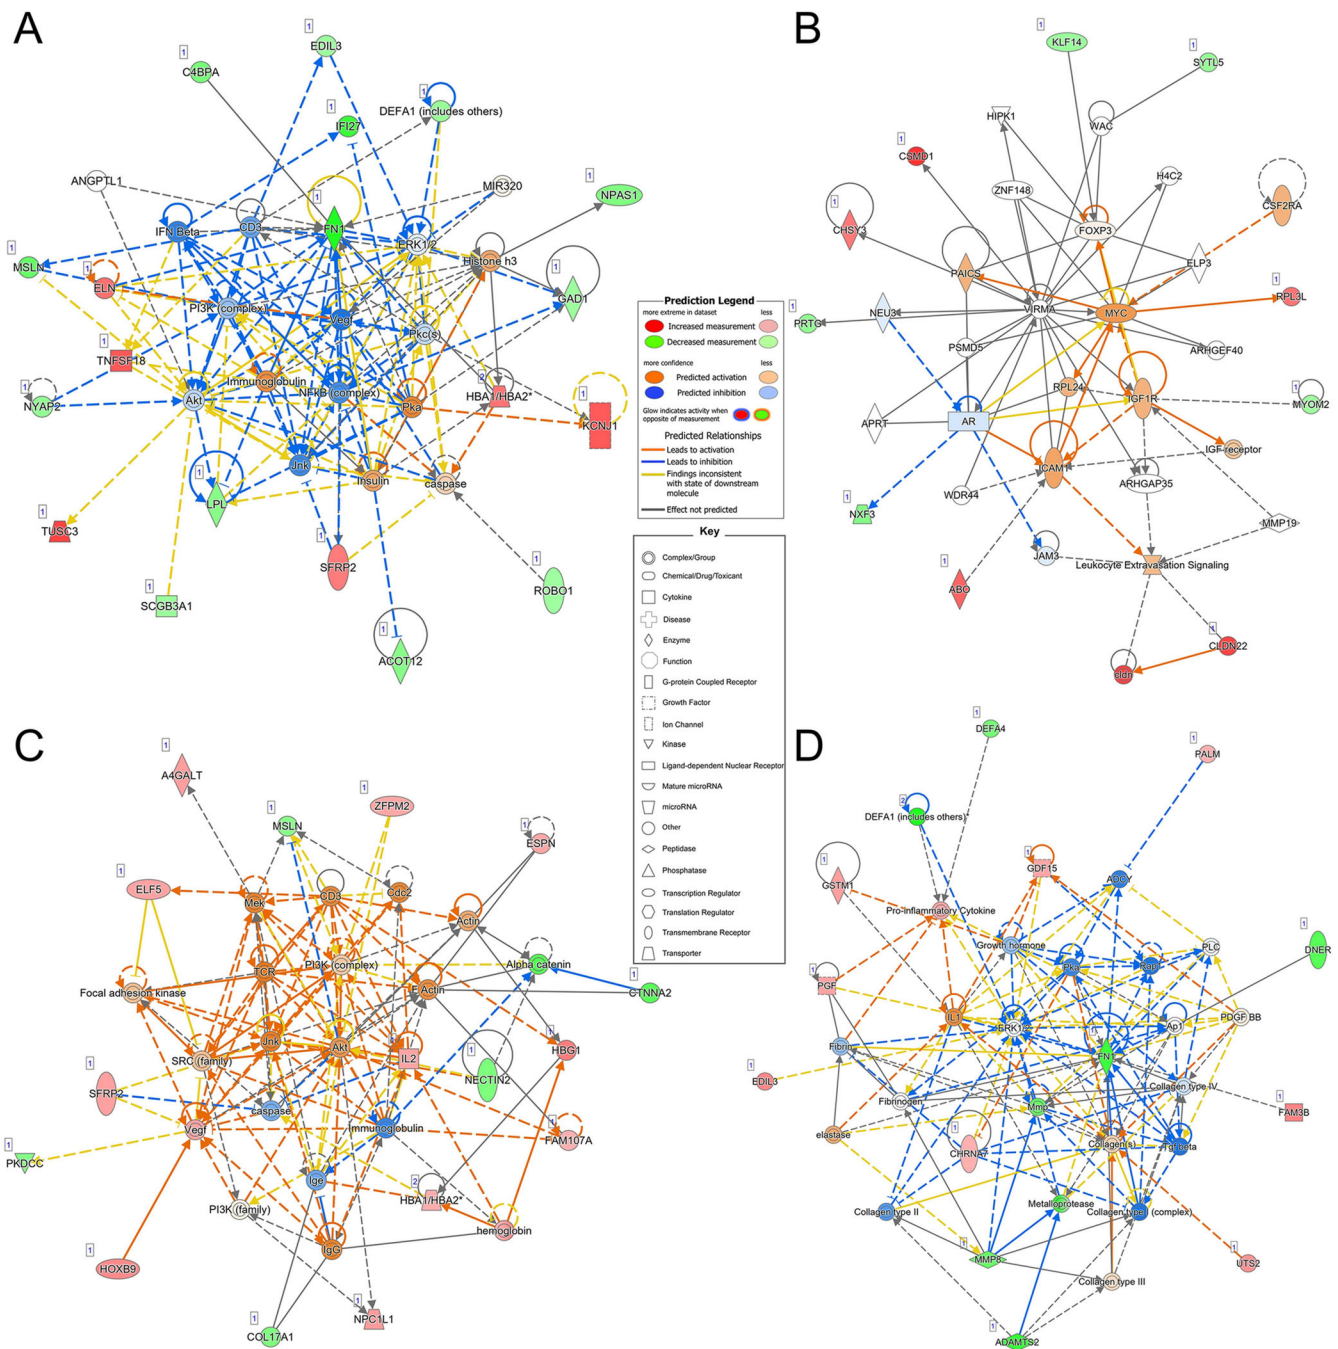 A
EDIL3
C4BPA
DEFA1 (includes others)
IFI27
ANGPTL1
MIR320
NPAS1
IFN Beta
CD3
FN1
ERK1/2
Histone h3
MSLN
ELN
PI3K (complex)
Vegf
GAD1
Pkc(s)
TNFSF18
Immunoglobulin
NFkB (complex)
HBA1/HBA2*
NYAP2
Akt
Pka
KCNJ1
Jnk
Insulin
caspase
LPL
TUSC3
SFRP2
SCGB3A1
ROBO1
ACOT12
B
KLF14
SYTL5
HIPK1
WAC
CSMD1
ZNF148
H4C2
CSF2RA
CHSY3
FOXP3
ELP3
PAICS
RPL3L
PRTG
NEU3
VIRMA
MYC
PSMD5
ARHGEF40
RPL24
IGF1R
MYOM2
APRT
AR
IGF receptor
ICAM1
WDR44
ARHGAP35
NXF3
MMP19
JAM3
Leukocyte Extravasation Signaling
ABO
CLDN22
cldn
Prediction Legend
more extreme in dataset less
Increased measurement
Decreased measurement
more confidence less
Predicted activation
Predicted inhibition
Glow indicates activity when
opposite of measurement
Predicted Relationships
Leads to activation
Leads to inhibition
Findings inconsistent
with state of downstream
molecule
Effect not predicted
Key
Complex/Group
Chemical/Drug/Toxicant
Cytokine
Disease
Enzyme
Function
G-protein Coupled Receptor
Growth Factor
Ion Channel
Kinase
Ligand-dependent Nuclear Receptor
Mature microRNA
microRNA
Other
Peptidase
Phosphatase
Transcription Regulator
Translation Regulator
Transmembrane Receptor
Transporter
C
A4GALT
ZFPM2
MSLN
ESPN
ELF5
Mek
CD3
Cdc2
Actin
TCR
PI3K (complex)
Alpha catenin
Focal adhesion kinase
F Actin
CTNNA2
Jnk
Akt
IL2
HBG1
SRC (family)
NECTIN2
SFRP2
caspase
Vegf
Immunoglobulin
FAM107A
PKDCC
Ige
HBA1/HBA2*
PI3K (family)
hemoglobin
IgG
HOXB9
NPC1L1
COL17A1
D
DEFA4
PALM
DEFA1 (includes others)*
GDF15
ADCY
GSTM1
Pro-inflammatory Cytokine
Growth hormone
PLC
DNER
Pka
Rap1
PGF
IL1
ERK1/2
Ap1
PDGF BB
Fibrin
FN1
EDIL3
Collagen type IV
Fibrinogen
Mmp
FAM3B
elastase
CHRNA7
Collagen(s)
Tgf beta
Metalloprotease
Collagen type II
Collagen type I (complex)
MMP8
UTS2
Collagen type III
ADAMTS2